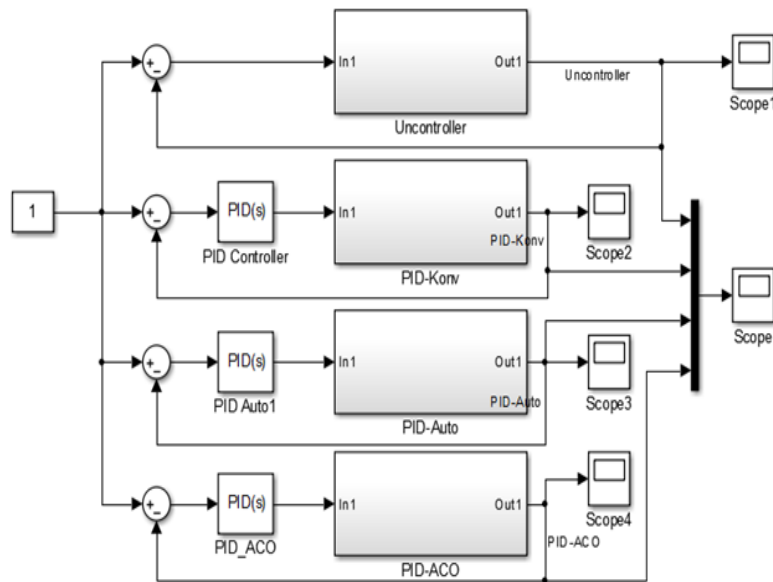 +
−
In1
Out1
Uncontroller
Uncontroller
Scope1
1
+
−
PID(s)
PID Controller
In1
Out1
PID-Konv
PID-Konv
Scope2
Scope
+
−
PID(s)
PID Auto1
In1
Out1
PID-Auto
PID-Auto
Scope3
+
−
PID(s)
PID_ACO
In1
Out1
PID-ACO
PID-ACO
Scope4